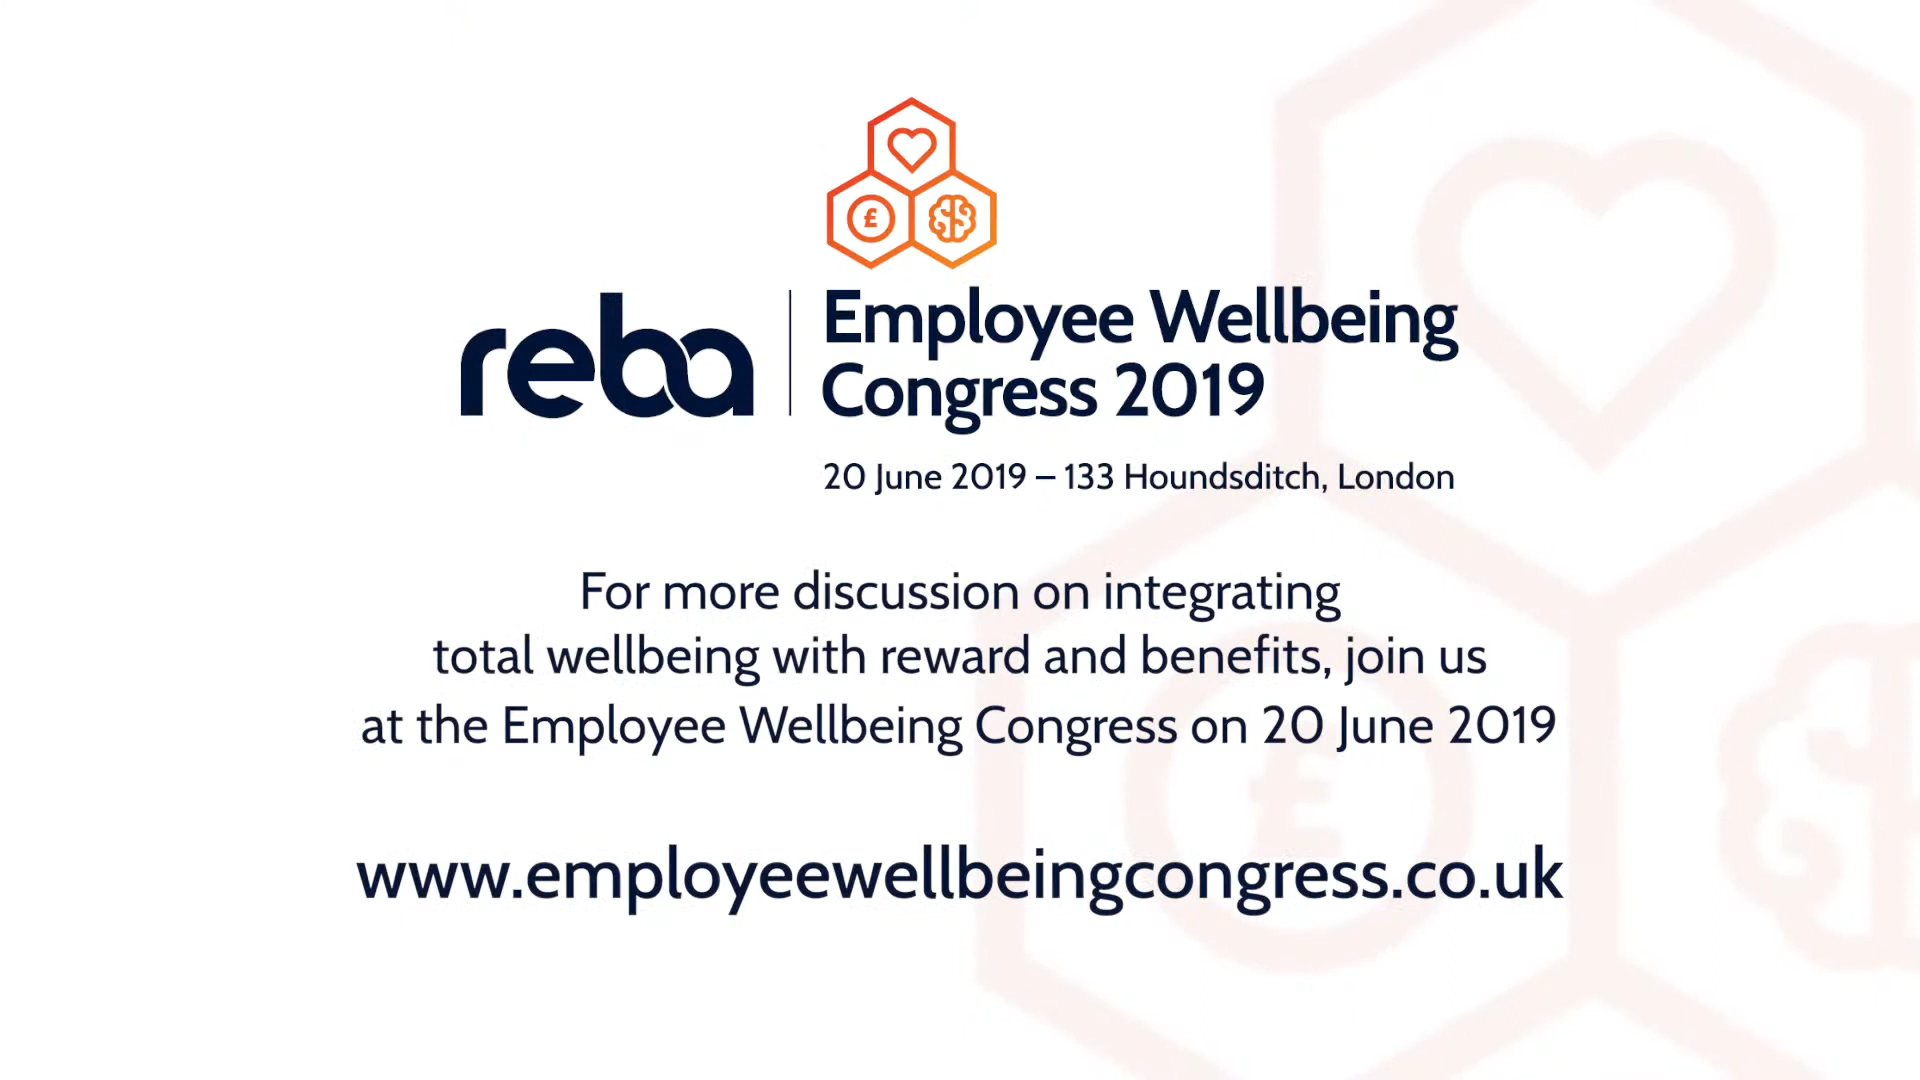 £
reba
Employee Wellbeing
Congress 2019
20 June 2019 – 133 Houndsditch, London
For more discussion on integrating
total wellbeing with reward and benefits, join us
at the Employee Wellbeing Congress on 20 June 2019
£
www.employeewellbeingcongress.co.uk